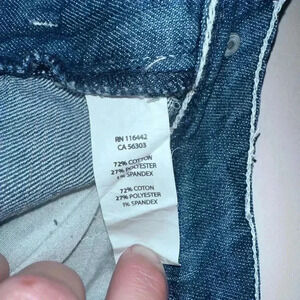 RN 116442
CA 56303
72% COTTON
27% POLYESTER
1% SPANDEX
72% COTON
27% POLYESTER
1% SPANDEX